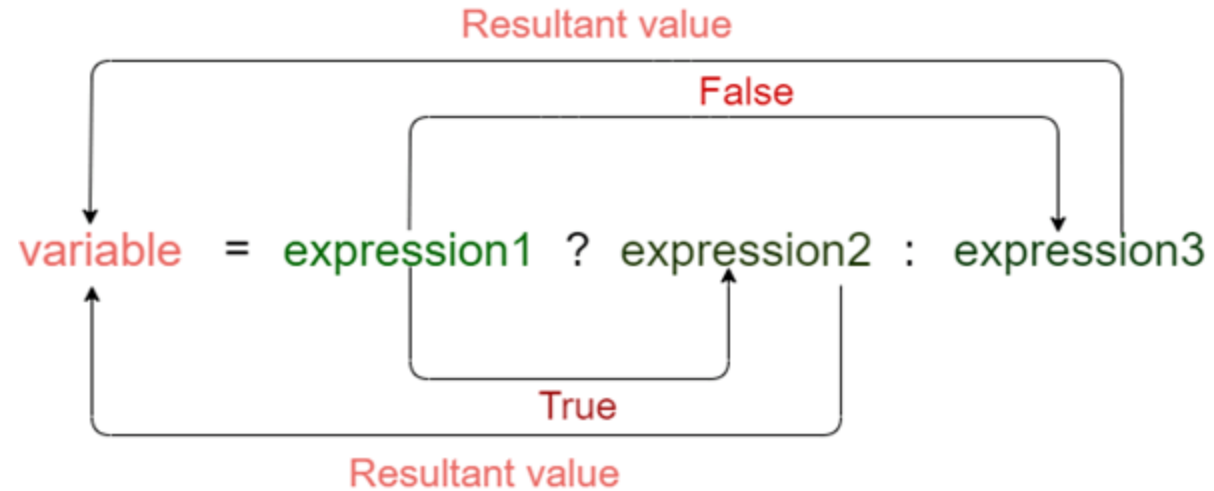 Resultant value
False
variable = expression1 ? expression2 : expression3
True
Resultant value